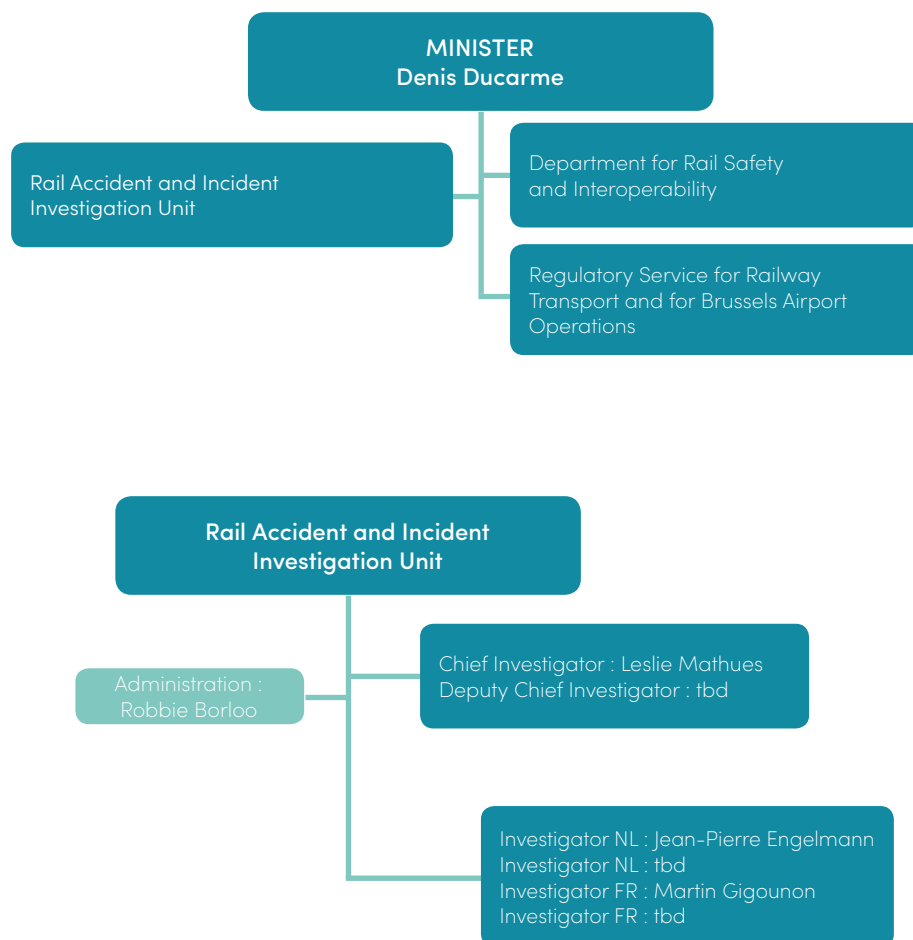 MINISTER
Denis Ducarme
Rail Accident and Incident
Investigation Unit
Department for Rail Safety
and Interoperability
Regulatory Service for Railway
Transport and for Brussels Airport
Operations
Rail Accident and Incident
Investigation Unit
Administration :
Robbie Borloo
Chief Investigator : Leslie Mathues
Deputy Chief Investigator : tbd
Investigator NL : Jean-Pierre Engelmann
Investigator NL : tbd
Investigator FR : Martin Gigounon
Investigator FR : tbd